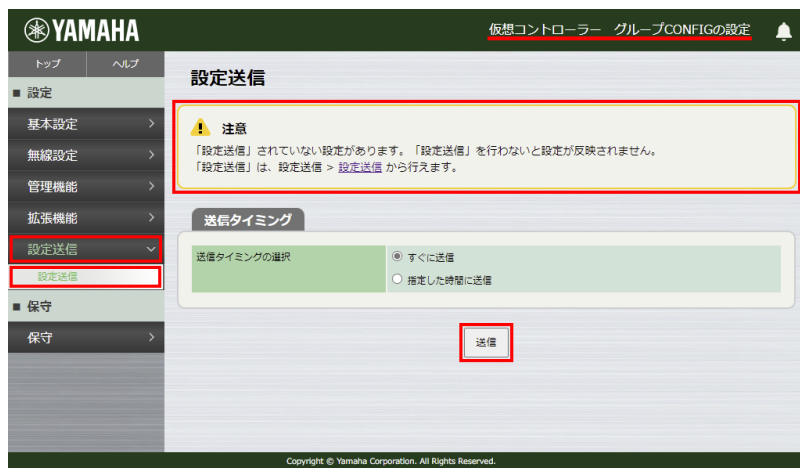 YAMAHA
仮想コントローラー グループCONFIGの設定
トップ ヘルプ
■ 設定
基本設定
無線設定
管理機能
拡張機能
設定送信
設定送信
■ 保守
保守
設定送信
注意
「設定送信」されていない設定があります。「設定送信」を行わないと設定が反映されません。
「設定送信」は、設定送信 > 設定送信 から行えます。
送信タイミング
送信タイミングの選択
すぐに送信
指定した時間に送信
送信
Copyright © Yamaha Corporation. All Rights Reserved.